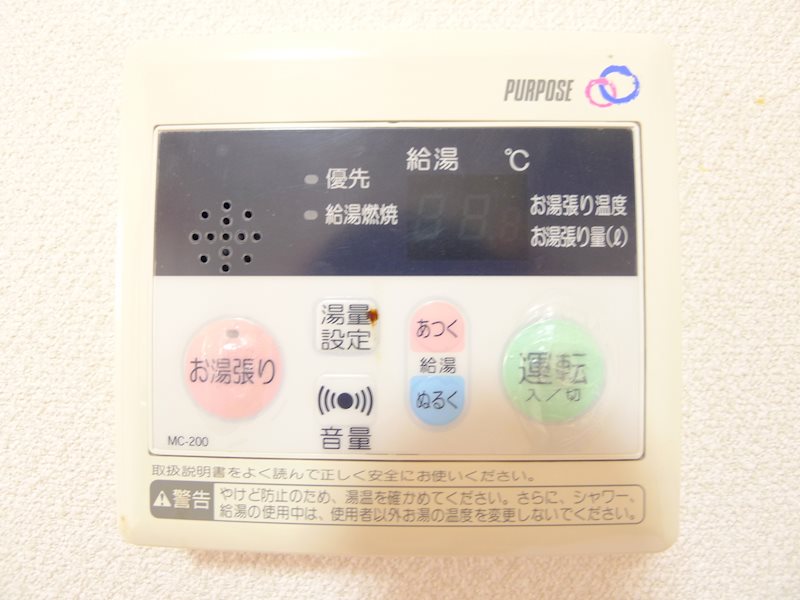 PURPOSE
給湯 ℃
優先
給湯燃焼
お湯張り温度
お湯張り量(ℓ)
お湯張り
湯量
設定
音量
あつく
給湯
ぬるく
運転
入／切
MC-200
取扱説明書をよく読んで正しく安全にお使いください。
警告
やけど防止のため、湯温を確かめてください。さらに、シャワー、
給湯の使用中は、使用者以外お湯の温度を変更しないでください。